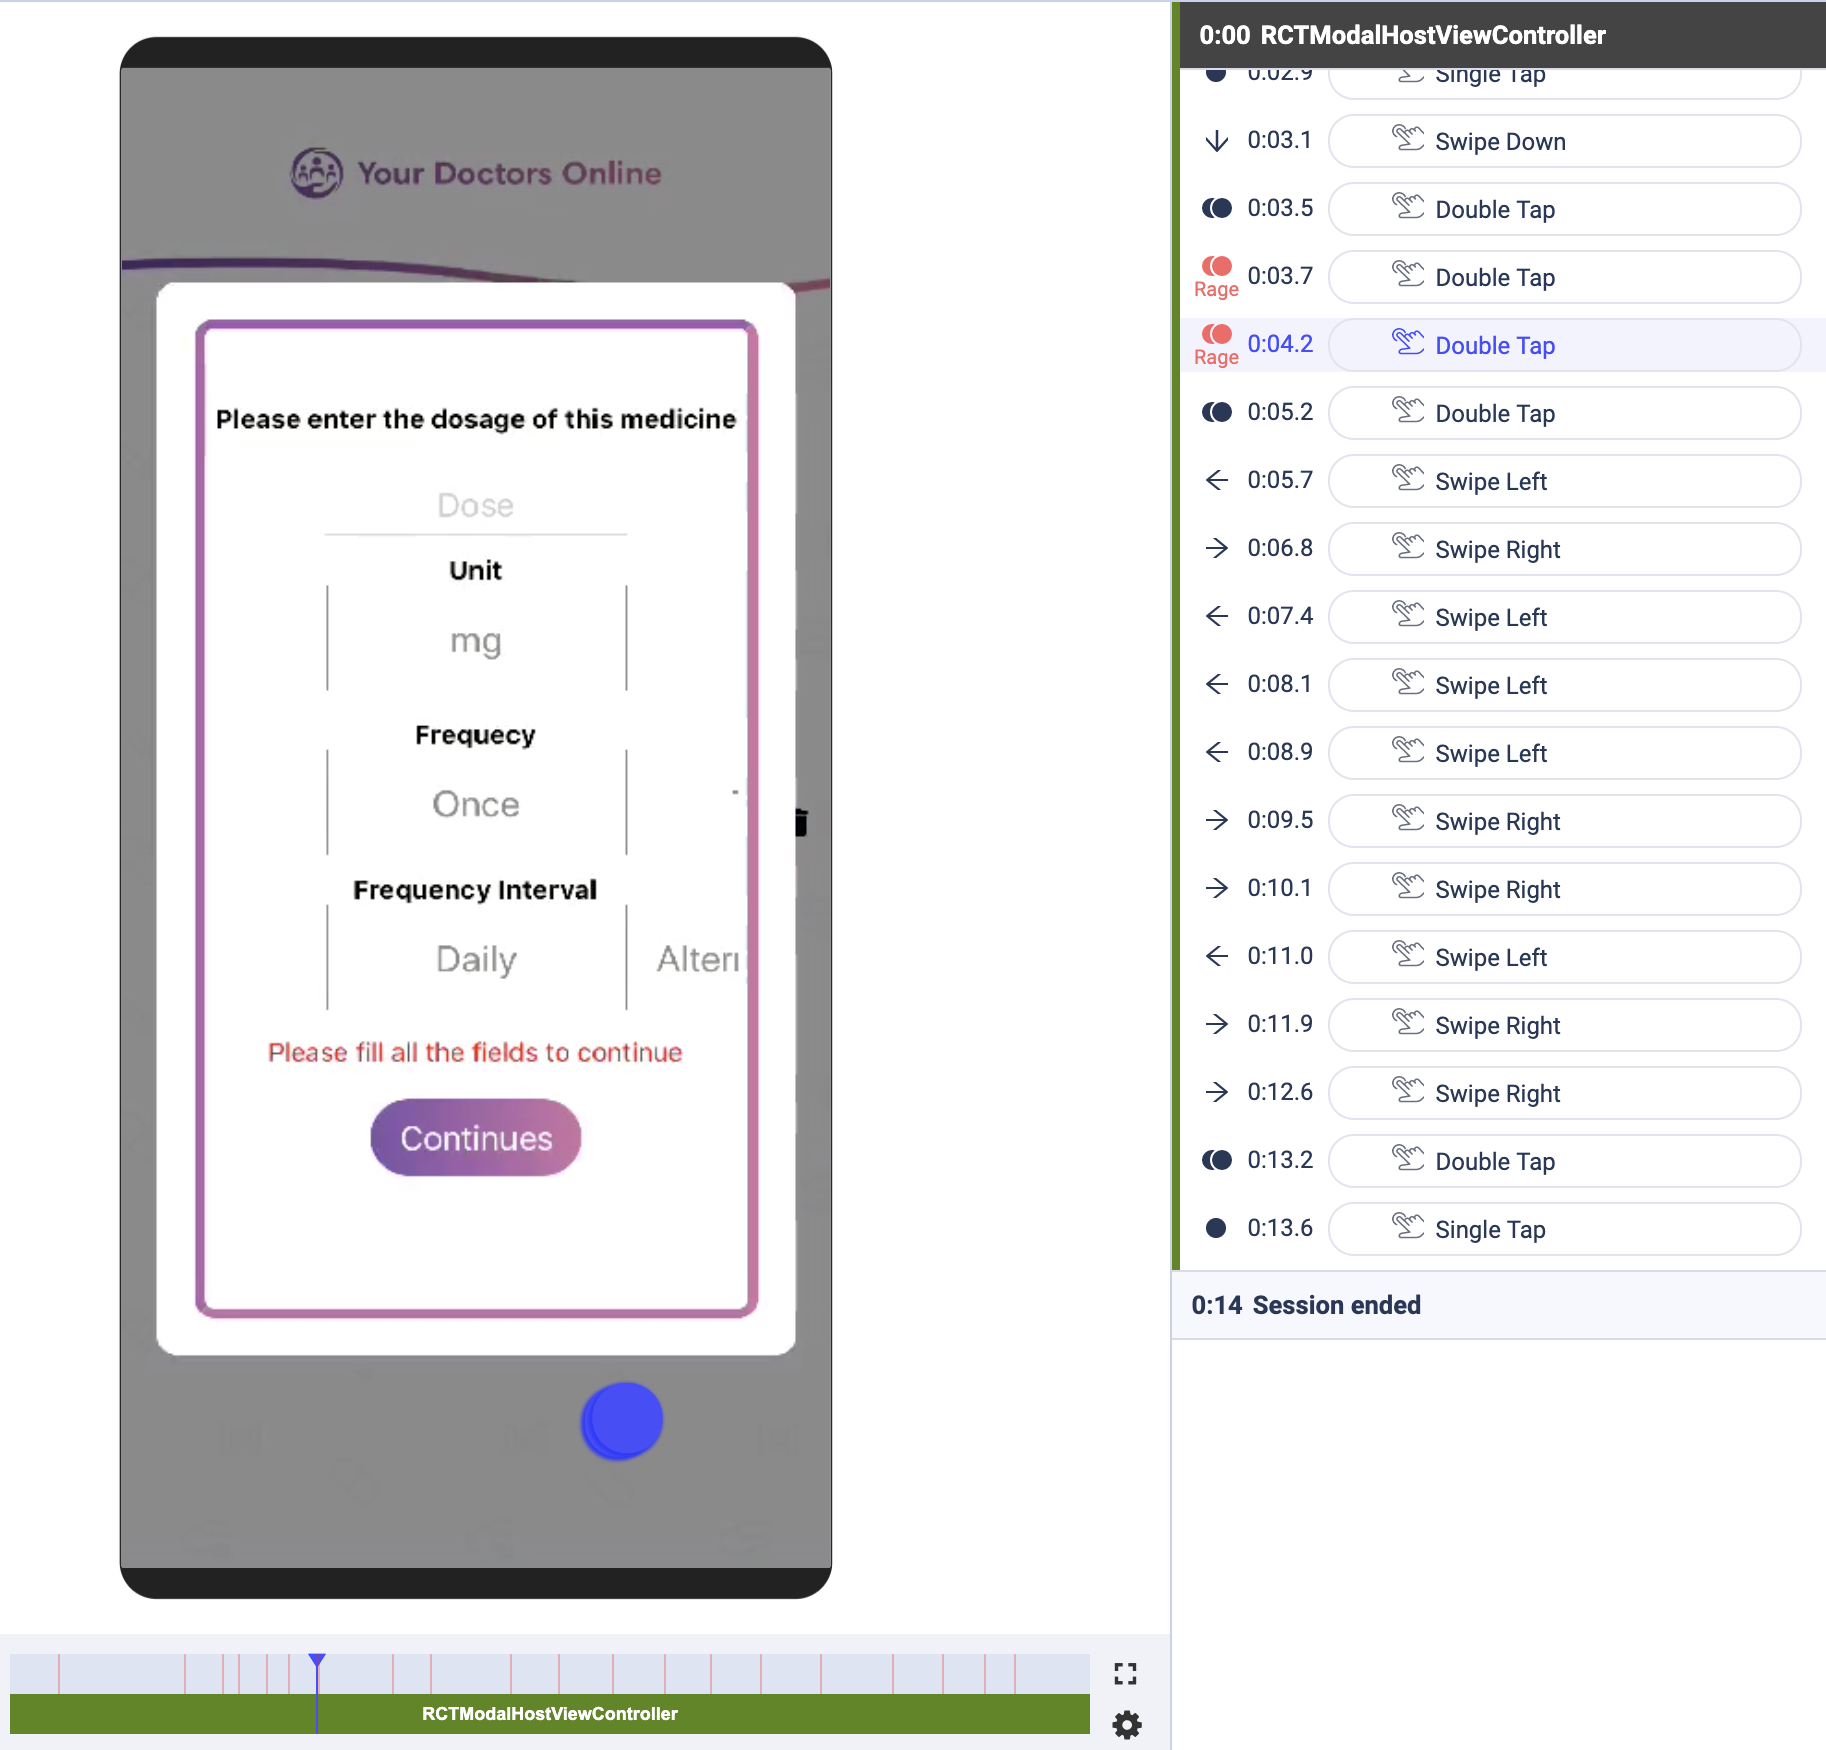 Your Doctors Online
Please enter the dosage of this medicine
Dose
Unit
mg
Frequecy
Once
Frequency Interval
Daily
Please fill all the fields to continue
Continues
RCTModalHostViewController
0:00 RCTModalHostViewController
0:02.9 Single Tap
0:03.1 Swipe Down
0:03.5 Double Tap
0:03.7 Double Tap
Rage
0:04.2 Double Tap
Rage
0:05.2 Double Tap
0:05.7 Swipe Left
0:06.8 Swipe Right
0:07.4 Swipe Left
0:08.1 Swipe Left
0:08.9 Swipe Left
0:09.5 Swipe Right
0:10.1 Swipe Right
0:11.0 Swipe Left
0:11.9 Swipe Right
0:12.6 Swipe Right
0:13.2 Double Tap
0:13.6 Single Tap
0:14 Session ended